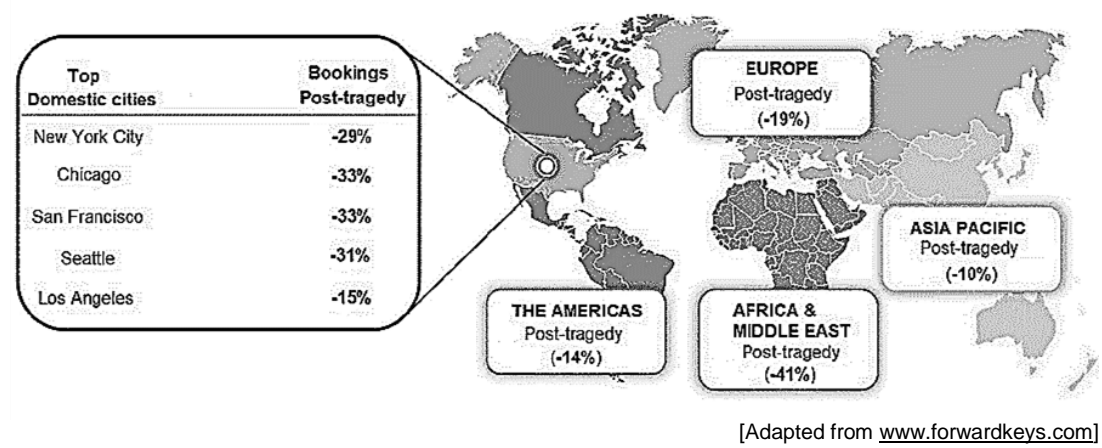 Top
Domestic cities
Bookings
Post-tragedy
New York City -29%
Chicago -33%
San Francisco -33%
Seattle -31%
Los Angeles -15%
EUROPE
Post-tragedy
(-19%)
ASIA PACIFIC
Post-tragedy
(-10%)
THE AMERICAS
Post-tragedy
(-14%)
AFRICA &
MIDDLE EAST
Post-tragedy
(-41%)
[Adapted from www.forwardkeys.com]